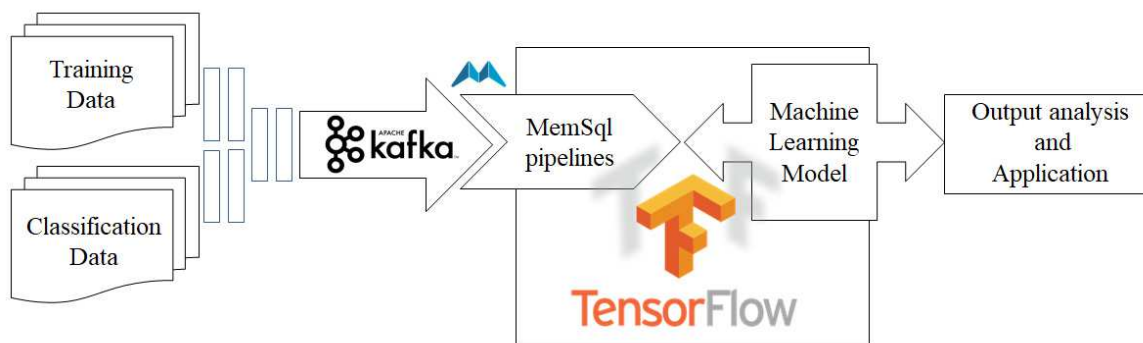 Training
Data
Classification
Data
APACHE
kafka
MemSql
pipelines
Machine
Learning
Model
Output analysis
and
Application
TensorFlow